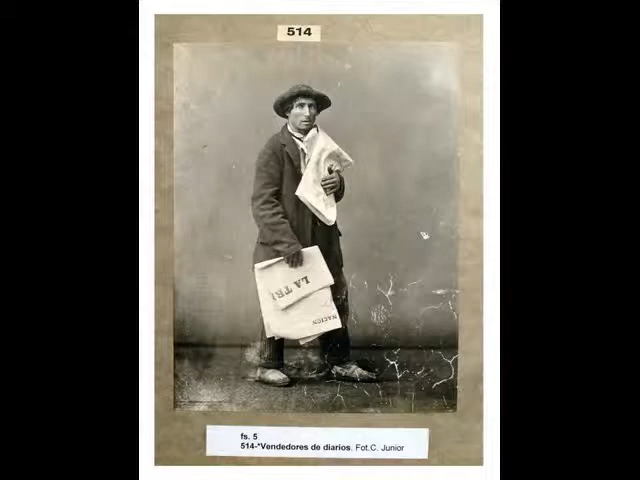 514
LA TRI
NACION
fs. 5
514-*Vendedores de diarios. Fot.C. Junior